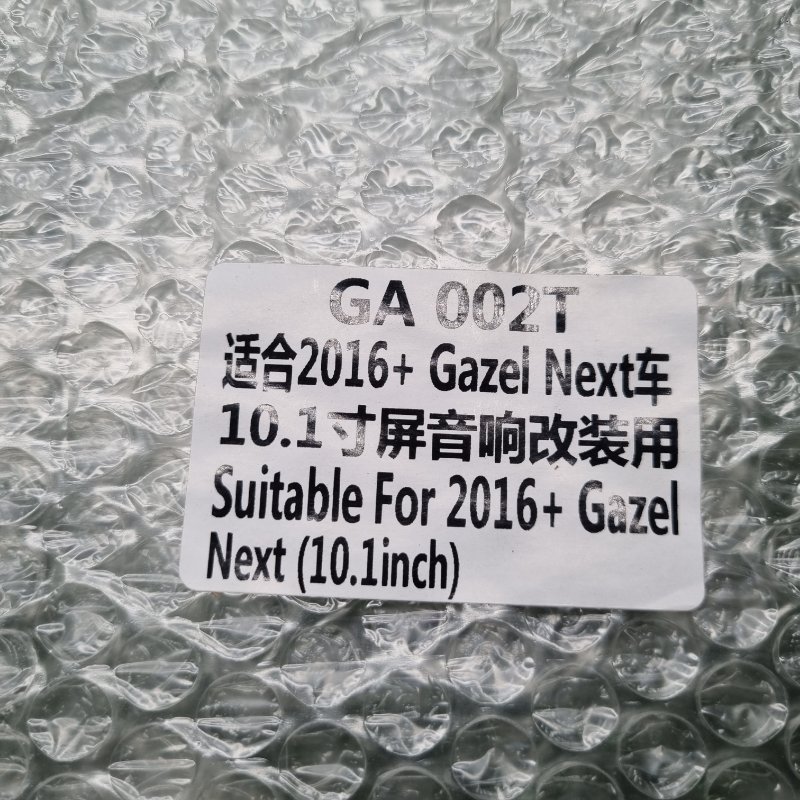 GA 002T
适合2016+ Gazel Next车
10.1寸屏音响改装用
Suitable For 2016+ Gazel
Next (10.1inch)